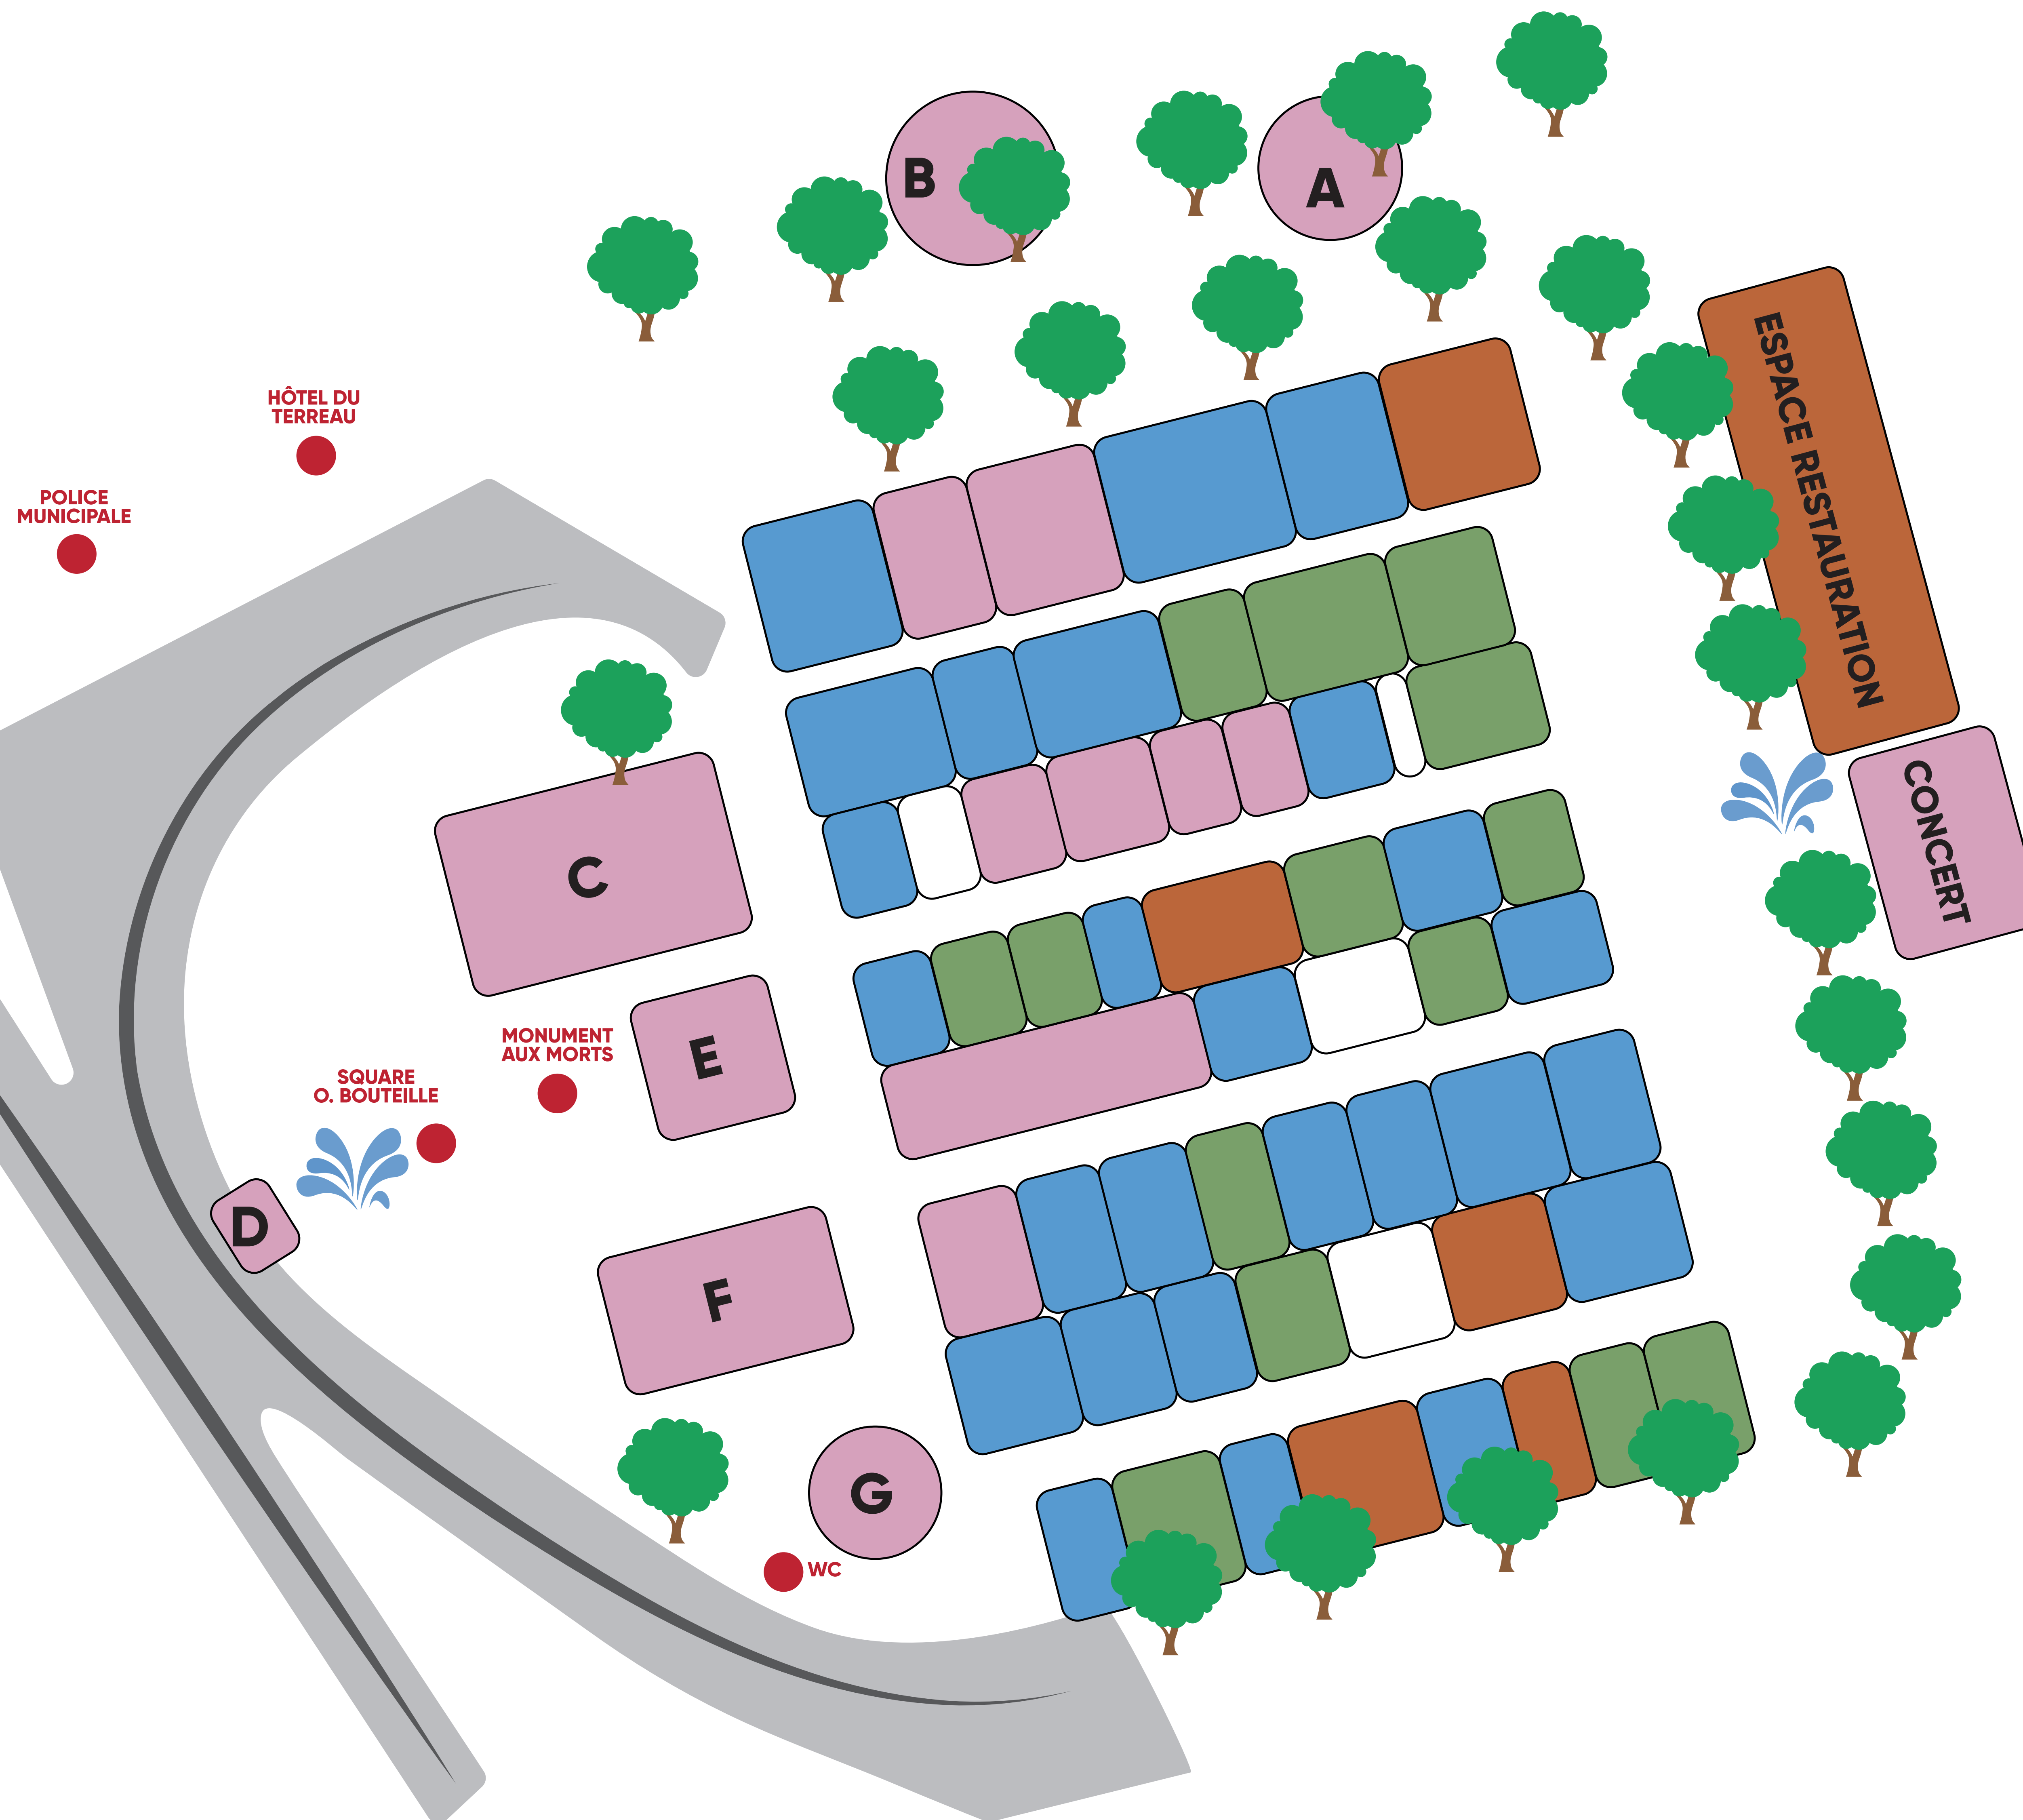 B
A
HÔTEL DU
TERREAU
POLICE
MUNICIPALE
ESPACE RESTAURATION
CONCERT
C
MONUMENT
AUX MORTS
E
SQUARE
O. BOUTEILLE
D
F
G
WC